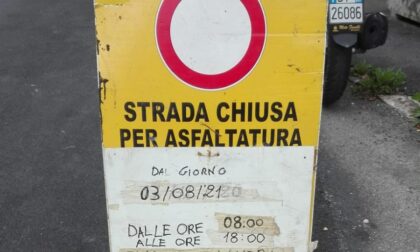 26086
STRADA CHIUSA
PER ASFALTATURA
DAL GIORNO
03/08/21
DALLE ORE 08.00
ALLE ORE 18:00